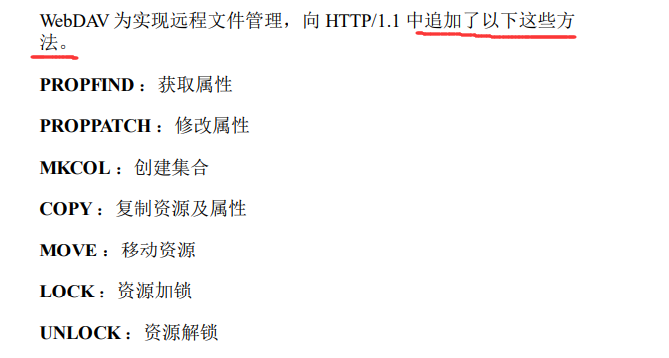 WebDAV 为实现远程文件管理，向 HTTP/1.1 中追加了以下这些方
法。
PROPFIND：获取属性
PROPPATCH：修改属性
MKCOL：创建集合
COPY：复制资源及属性
MOVE：移动资源
LOCK：资源加锁
UNLOCK：资源解锁